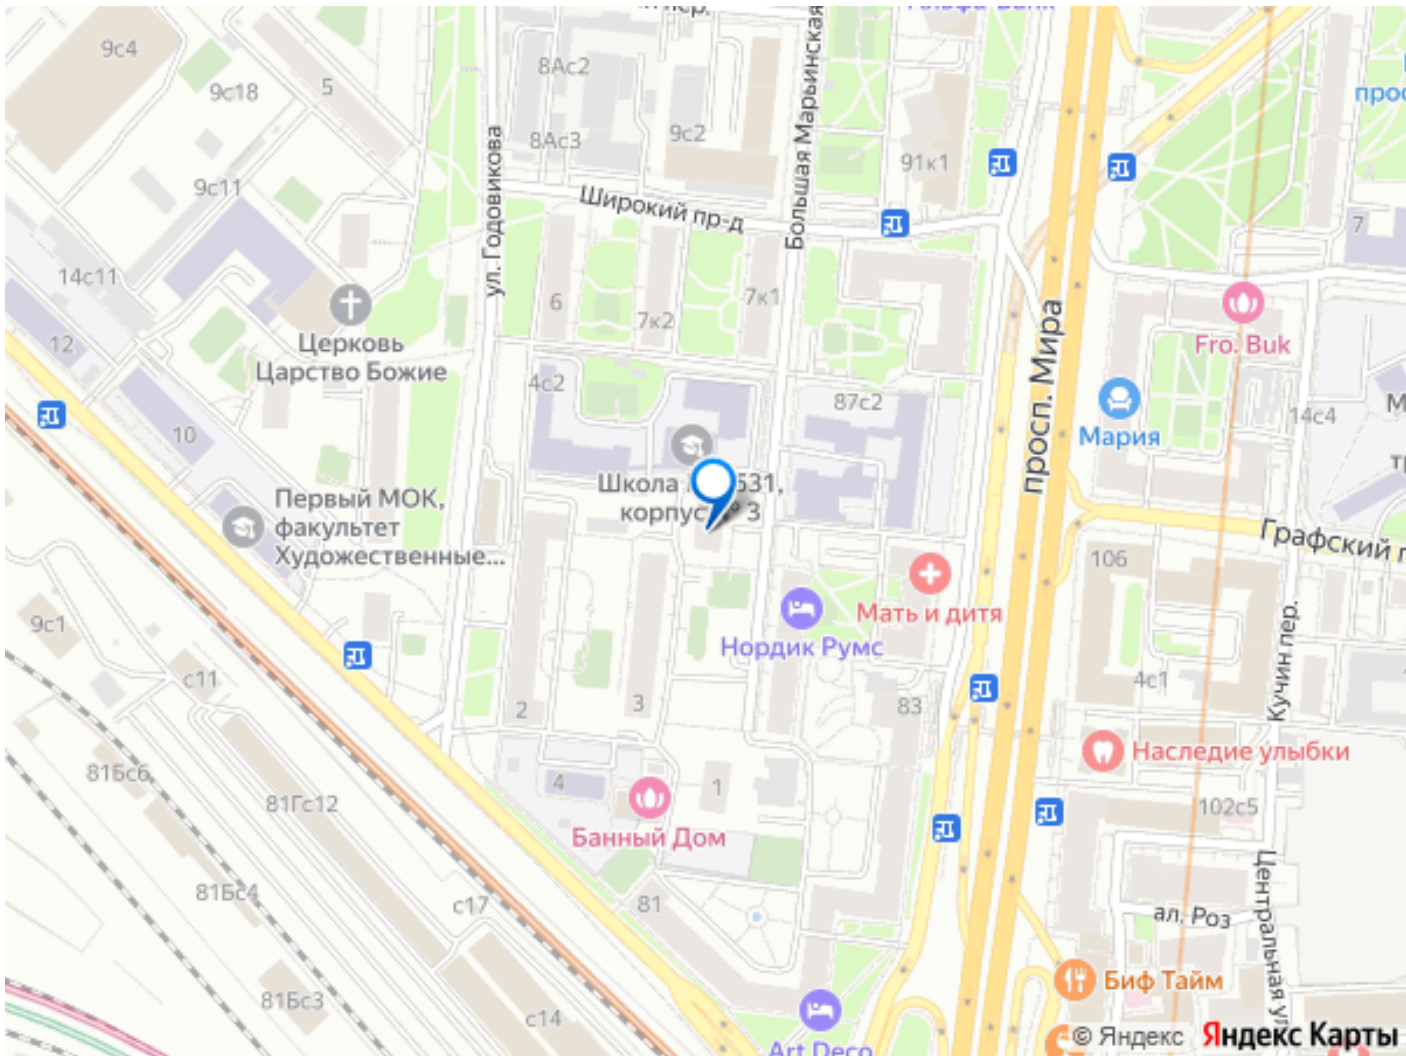 9с4
8Ас2
9с18
5
Большая Марьинская
8Ас3
9с2
91к1
ул. Годовикова
9с11
Широкий пр-д
7
14с11
6
7к2
7к1
просп. Мира
12
Церковь
Царство Божие
Fro. Buk
4с2
87с2
14с4
10
Мария
Школа
531,
корпус
3
Первый МОК,
факультет
Художественные...
Графский
106
Мать и дитя
9с1
Нордик Румс
Кучин пер.
с11
2
3
83
4с1
81Бс6
81Гс12
4
1
Наследие улыбки
102с5
Банный Дом
81Бс4
с17
81
ал. Роз
Центральная ул
81Бс3
с14
Биф Тайм
Art Deco
© Яндекс Яндекс Карты